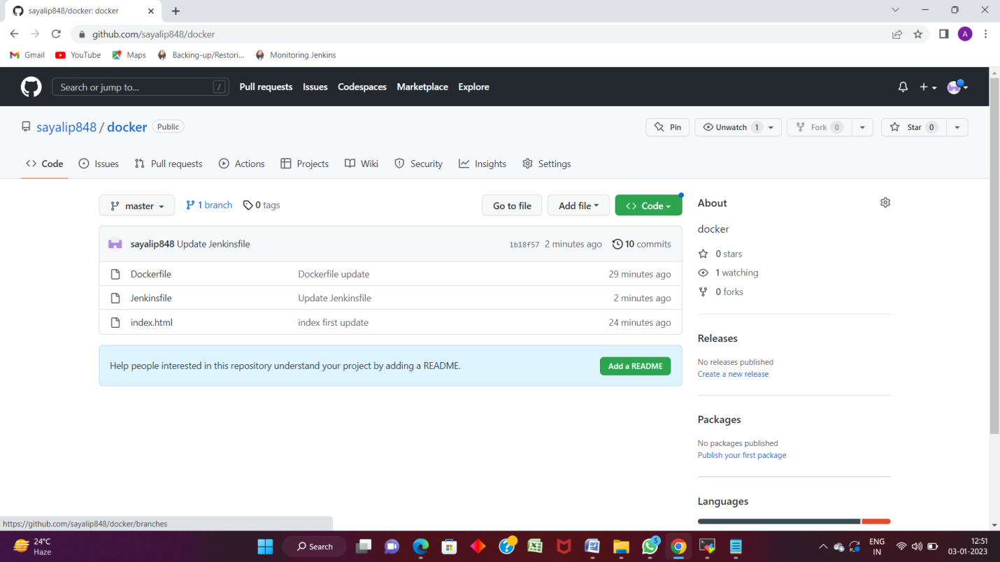 sayalip848/docker: docker
github.com/sayalip848/docker
A
Gmail YouTube Maps Backing-up/Restori... Monitoring Jenkins
Search or jump to... / Pull requests Issues Codespaces Marketplace Explore
sayalip848 / docker Public Pin Unwatch 1 Fork 0 Star 0
Code Issues Pull requests Actions Projects Wiki Security Insights Settings
master 1 branch 0 tags Go to file Add file Code
sayalip848 Update Jenkinsfile 1b18f57 2 minutes ago 10 commits
Dockerfile Dockerfile update 29 minutes ago
Jenkinsfile Update Jenkinsfile 2 minutes ago
index.html index first update 24 minutes ago
Help people interested in this repository understand your project by adding a README. Add a README
About
docker
0 stars
1 watching
0 forks
Releases
No releases published
Create a new release
Packages
No packages published
Publish your first package
Languages
https://github.com/sayalip848/docker/branches
24°C
Haze
Search
5
ENG
IN
12:51
03-01-2023